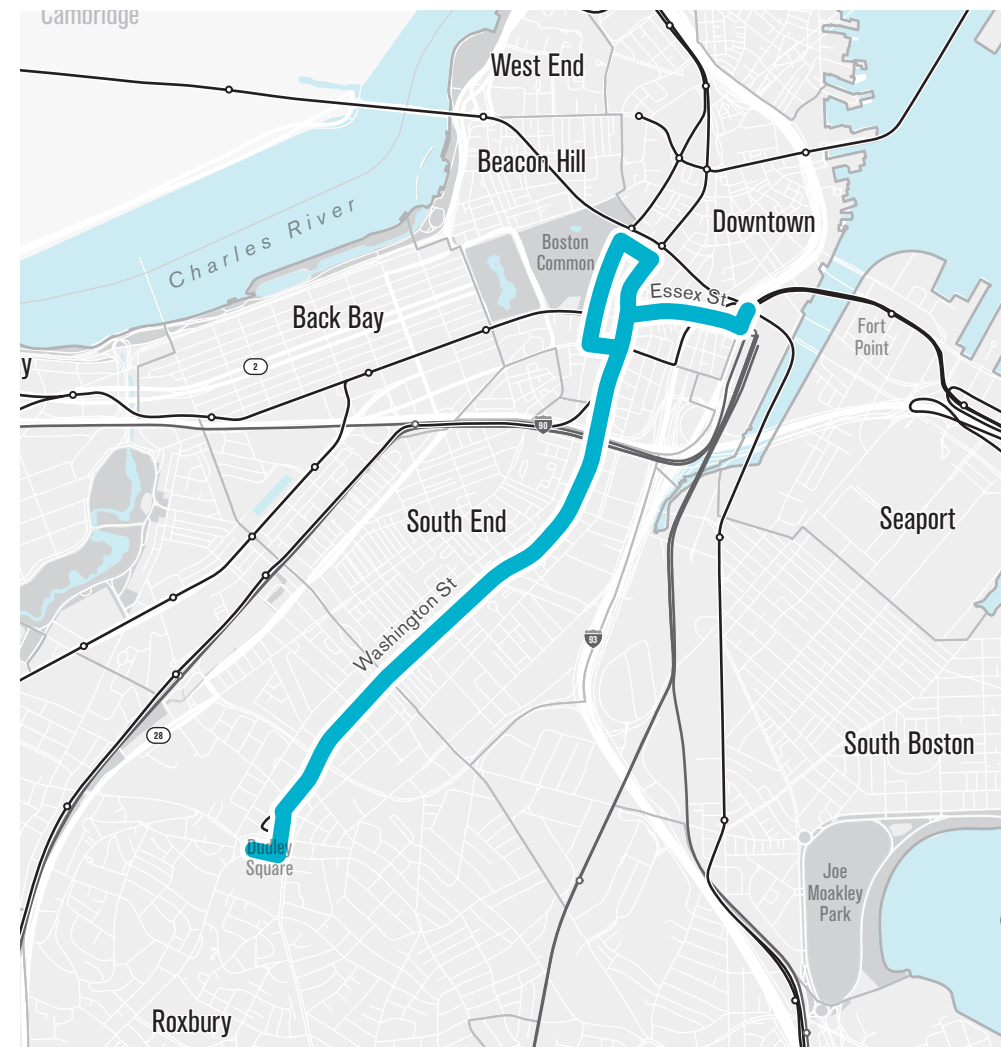 Cambridge
West End
Beacon Hill
Downtown
Boston
Common
Charles River
Essex St
Back Bay
Fort
Point
y
2
90
South End
Seaport
Washington St
93
28
South Boston
Dudley
Square
Joe
Moakley
Park
Roxbury